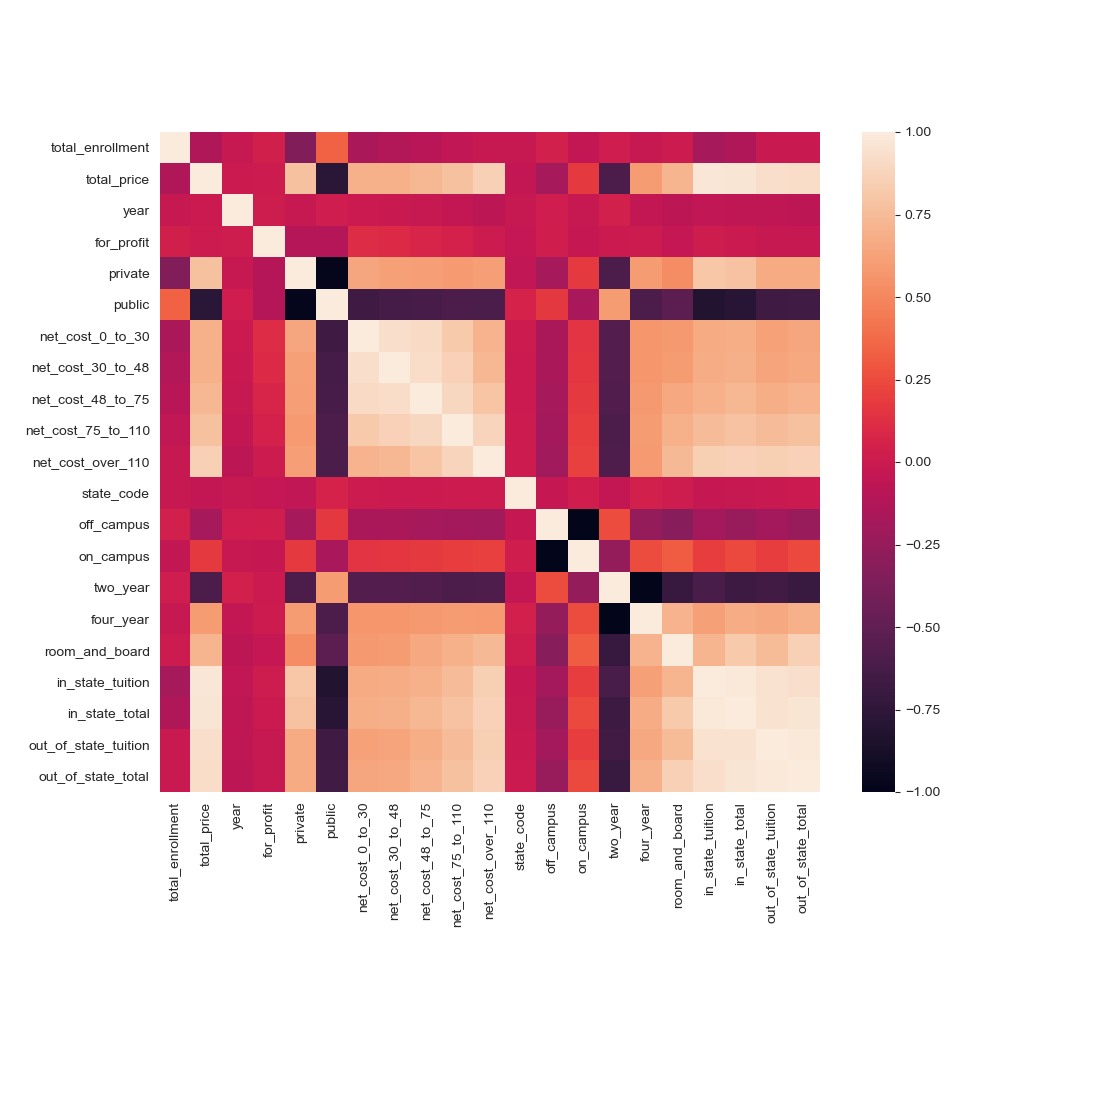 total_enrollment
total_price
year
for_profit
private
public
net_cost_0_to_30
net_cost_30_to_48
net_cost_48_to_75
net_cost_75_to_110
net_cost_over_110
state_code
off_campus
on_campus
two_year
four_year
room_and_board
in_state_tuition
in_state_total
out_of_state_tuition
out_of_state_total
total_enrollment
total_price
year
for_profit
private
public
net_cost_0_to_30
net_cost_30_to_48
net_cost_48_to_75
net_cost_75_to_110
net_cost_over_110
state_code
off_campus
on_campus
two_year
four_year
room_and_board
in_state_tuition
in_state_total
out_of_state_tuition
out_of_state_total
1.00
0.75
0.50
0.25
0.00
−0.25
−0.50
−0.75
−1.00